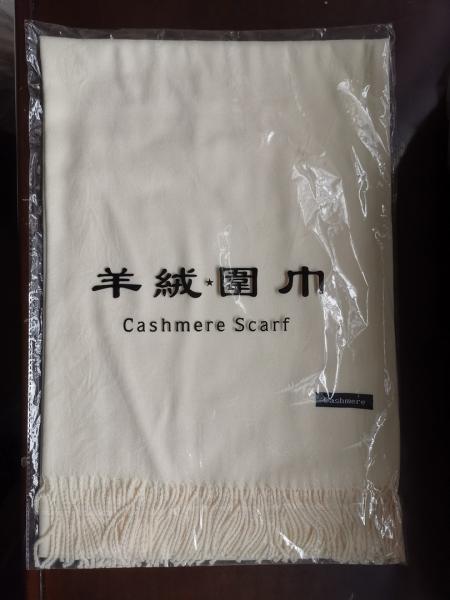 羊絨★圍巾
Cashmere Scarf
Cashmere